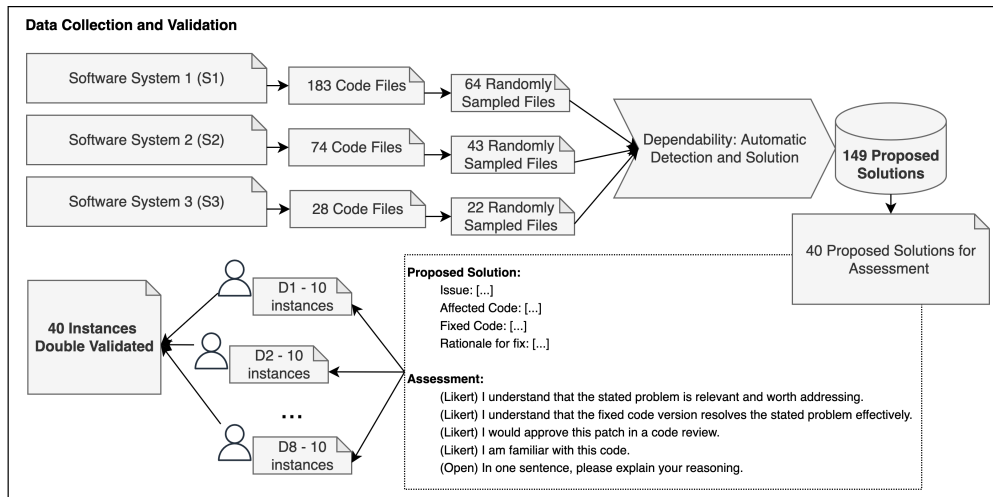 Data Collection and Validation
Software System 1 (S1)
183 Code Files
64 Randomly
Sampled Files
Software System 2 (S2)
74 Code Files
43 Randomly
Sampled Files
Software System 3 (S3)
28 Code Files
22 Randomly
Sampled Files
Dependability: Automatic
Detection and Solution
149 Proposed
Solutions
40 Proposed Solutions for
Assessment
Proposed Solution:
Issue: [...]
Affected Code: [...]
Fixed Code: [...]
Rationale for fix: [...]
Assessment:
(Likert) I understand that the stated problem is relevant and worth addressing.
(Likert) I understand that the fixed code version resolves the stated problem effectively.
(Likert) I would approve this patch in a code review.
(Likert) I am familiar with this code.
(Open) In one sentence, please explain your reasoning.
D1 - 10
instances
D2 - 10
instances
...
D8 - 10
instances
40 Instances
Double Validated